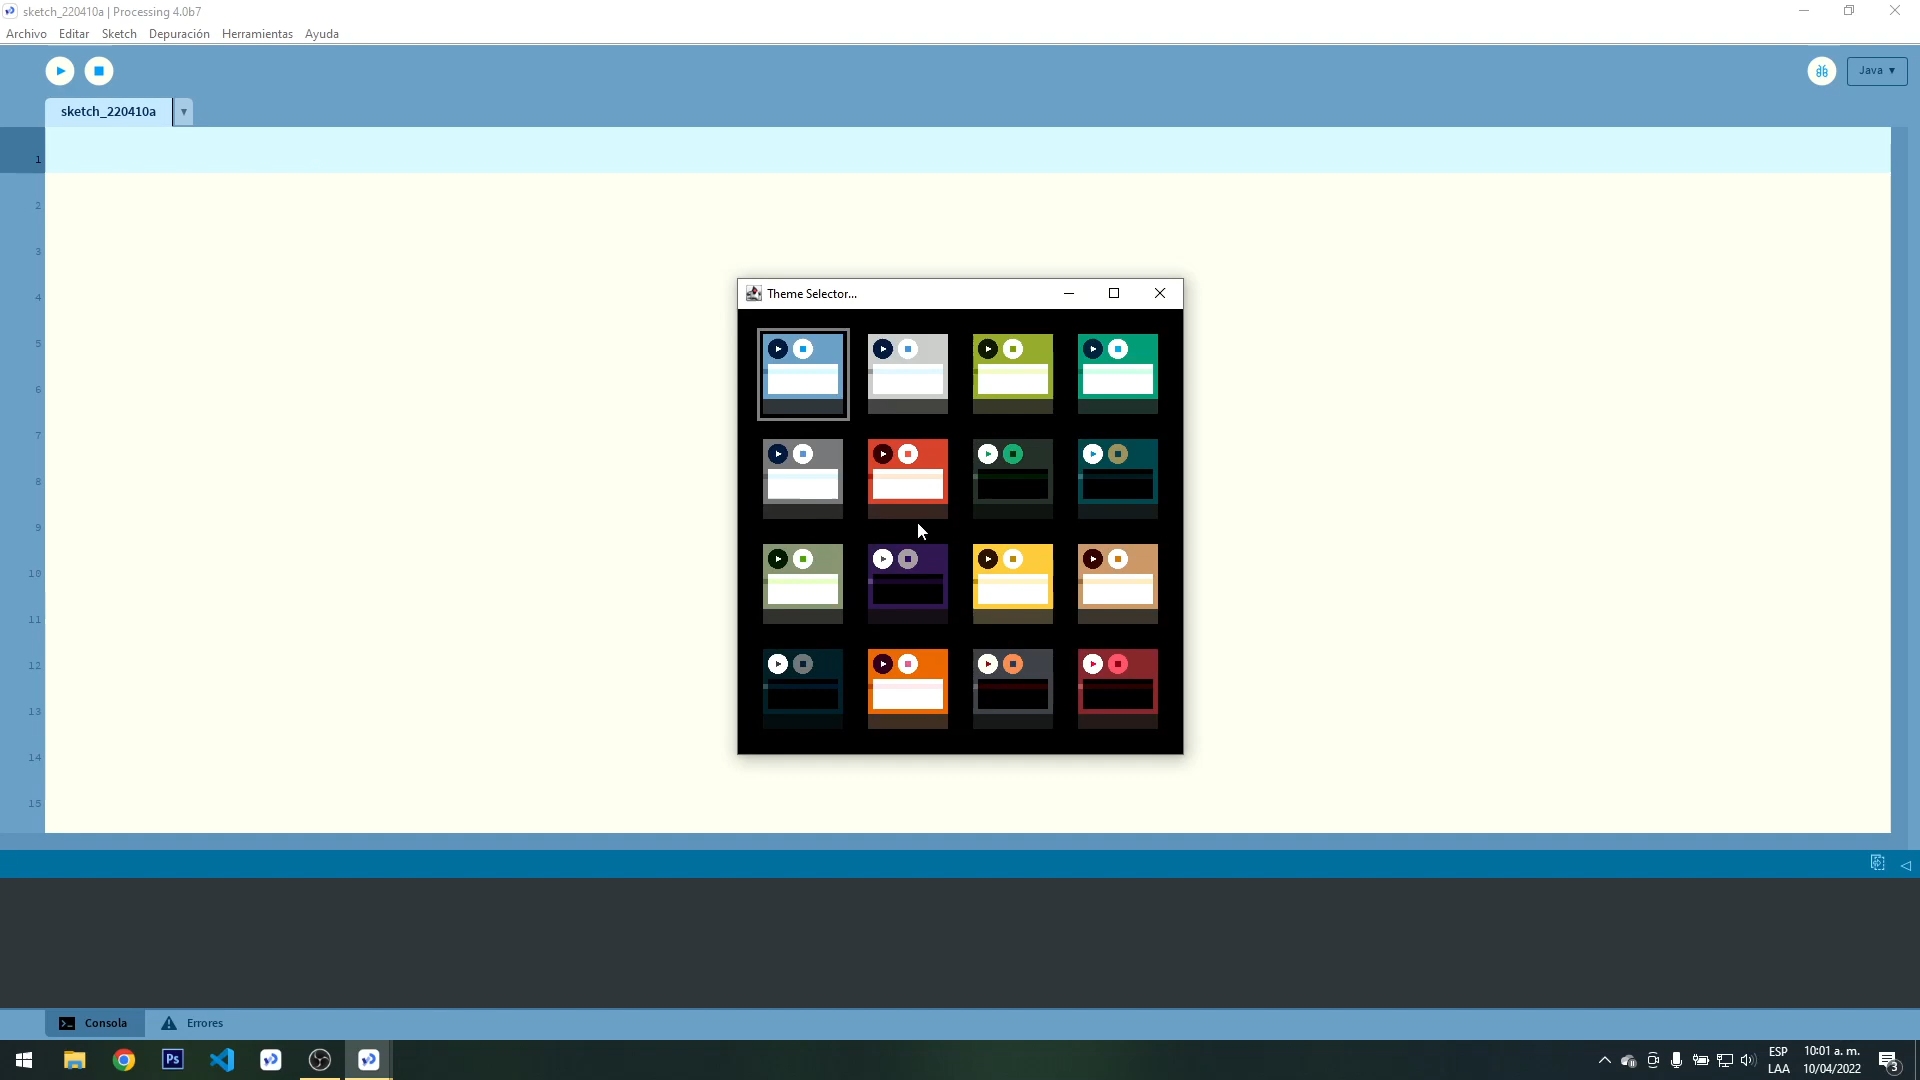 sketch_220410a | Processing 4.0b7
Archivo Editar Sketch Depuración Herramientas Ayuda
Java ▼
sketch_220410a ▼
1
2
3
4
5
6
7
8
9
10
11
12
13
14
15
Theme Selector...
Consola Errores
Ps
ESP 10:01 a. m.
LAA 10/04/2022
3